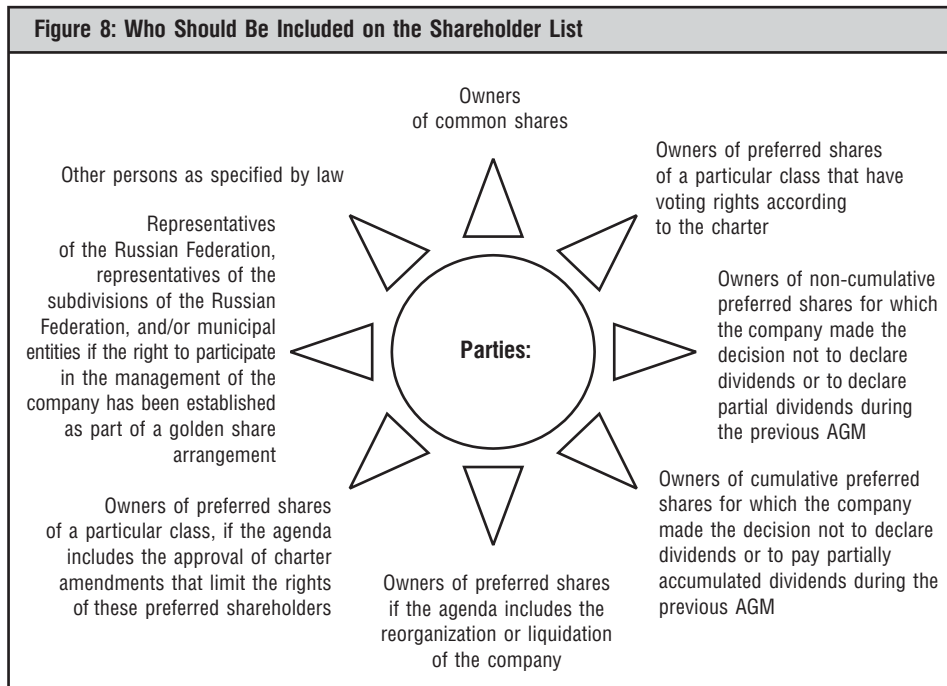 Figure 8: Who Should Be Included on the Shareholder List
Owners
of common shares
Owners of preferred shares
of a particular class that have
voting rights according
to the charter
Owners of non-cumulative
preferred shares for which
the company made the
decision not to declare
dividends or to declare
partial dividends during
the previous AGM
Owners of cumulative preferred
shares for which the company
made the decision not to declare
dividends or to pay partially
accumulated dividends during the
previous AGM
Owners of preferred shares
if the agenda includes the
reorganization or liquidation
of the company
Owners of preferred shares
of a particular class, if the agenda
includes the approval of charter
amendments that limit the rights
of these preferred shareholders
Representatives
of the Russian Federation,
representatives of the
subdivisions of the Russian
Federation, and/or municipal
entities if the right to participate
in the management of the
company has been established
as part of a golden share
arrangement
Other persons as specified by law
Parties: